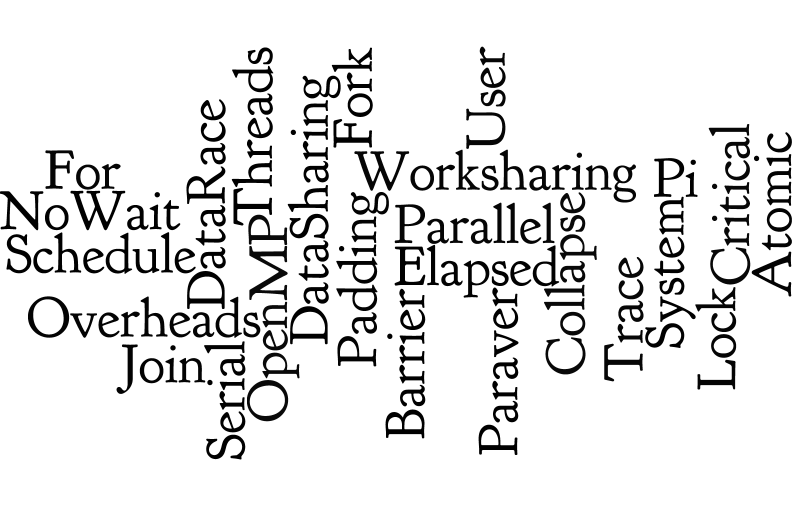 For
NoWait
Schedule
Overheads
Join.
DataRace
Serial
Threads
OpenMP
DataSharing
Fork
Padding
Worksharing
Parallel
Elapsed
Barrier
User
Paraver
Collapse
Trace
Pi
System
Lock
Critical
Atomic